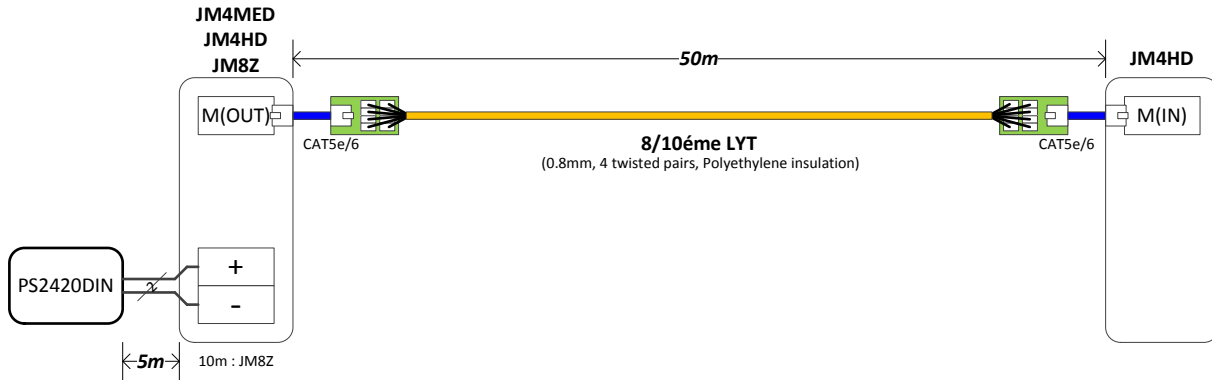 JM4MED
JM4HD
JM8Z
50m
JM4HD
M(OUT)
M(IN)
CAT5e/6
8/10éme LYT
CAT5e/6
(0.8mm, 4 twisted pairs, Polyethylene insulation)
+
PS2420DIN
2
-
5m
10m : JM8Z